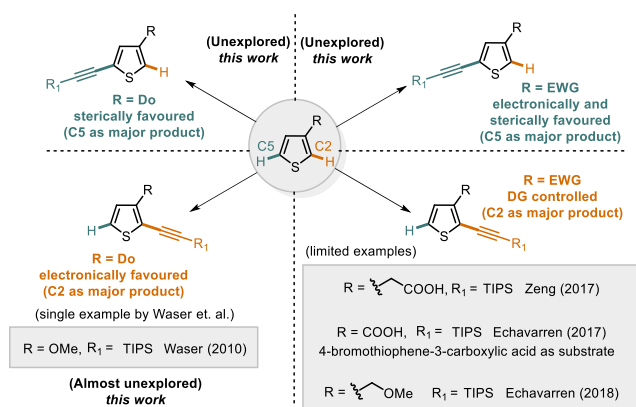 (Unexplored)
this work
(Unexplored)
this work
R
R1
S
H
R = Do
sterically favoured
(C5 as major product)
R
R1
S
H
R = EWG
electronically and
sterically favoured
(C5 as major product)
R
C5
C2
H
S
H
R
H
S
R1
R = Do
electronically favoured
(C2 as major product)
(single example by Waser et. al.)
R = OMe, R1 = TIPS Waser (2010)
(Almost unexplored)
this work
R
H
S
R1
R = EWG
DG controlled
(C2 as major product)
(limited examples)
R = COOH, R1 = TIPS Zeng (2017)
R = COOH, R1 = TIPS Echavarren (2017)
4-bromothiophene-3-carboxylic acid as substrate
R = OMe R1 = TIPS Echavarren (2018)